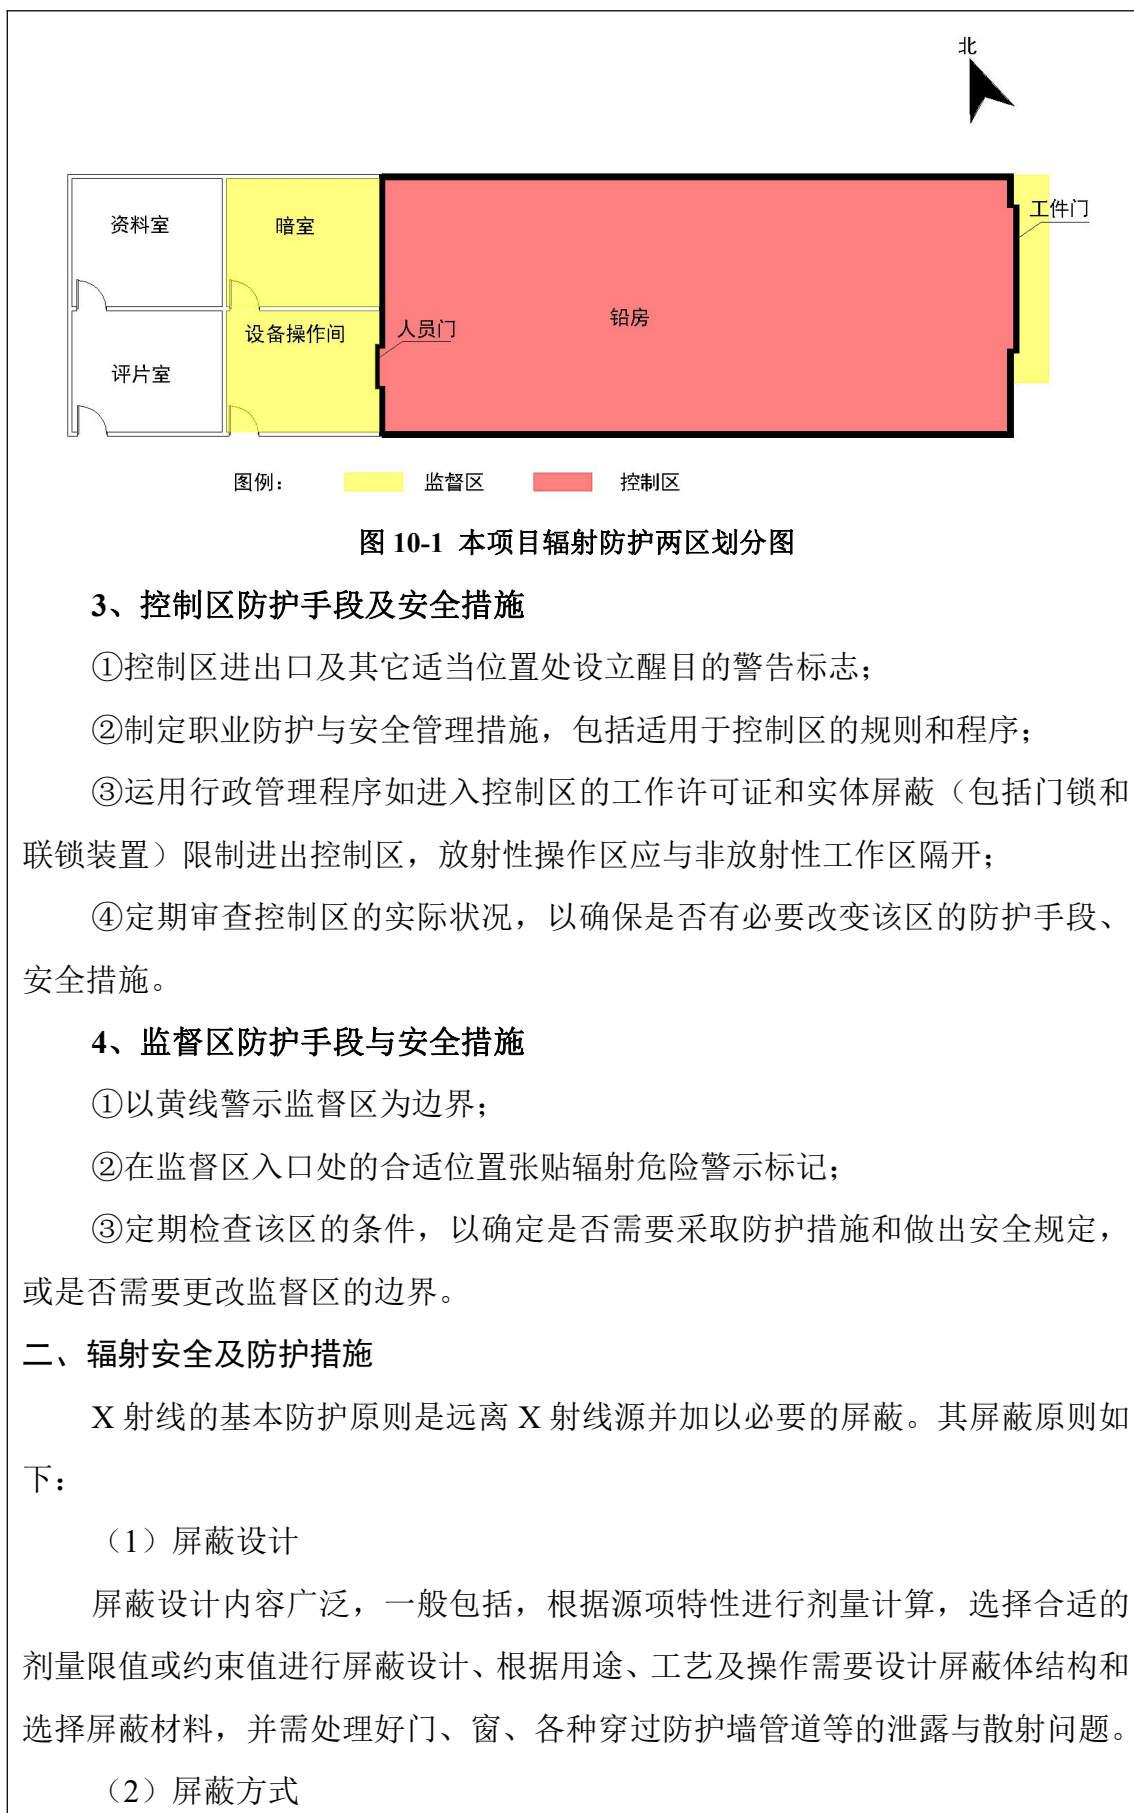 北
资料室
暗室
工件门
铅房
设备操作间
人员门
评片室
图例：
监督区
控制区
图 10-1 本项目辐射防护两区划分图
3、控制区防护手段及安全措施
①控制区进出口及其它适当位置处设立醒目的警告标志；
②制定职业防护与安全管理措施，包括适用于控制区的规则和程序；
③运用行政管理程序如进入控制区的工作许可证和实体屏蔽（包括门锁和
联锁装置）限制进出控制区，放射性操作区应与非放射性工作区隔开；
④定期审查控制区的实际状况，以确保是否有必要改变该区的防护手段、
安全措施。
4、监督区防护手段与安全措施
①以黄线警示监督区为边界；
②在监督区入口处的合适位置张贴辐射危险警示标记；
③定期检查该区的条件，以确定是否需要采取防护措施和做出安全规定，
或是否需要更改监督区的边界。
二、辐射安全及防护措施
X 射线的基本防护原则是远离 X 射线源并加以必要的屏蔽。其屏蔽原则如
下：
（1）屏蔽设计
屏蔽设计内容广泛，一般包括，根据源项特性进行剂量计算，选择合适的
剂量限值或约束值进行屏蔽设计、根据用途、工艺及操作需要设计屏蔽体结构和
选择屏蔽材料，并需处理好门、窗、各种穿过防护墙管道等的泄露与散射问题。
（2）屏蔽方式